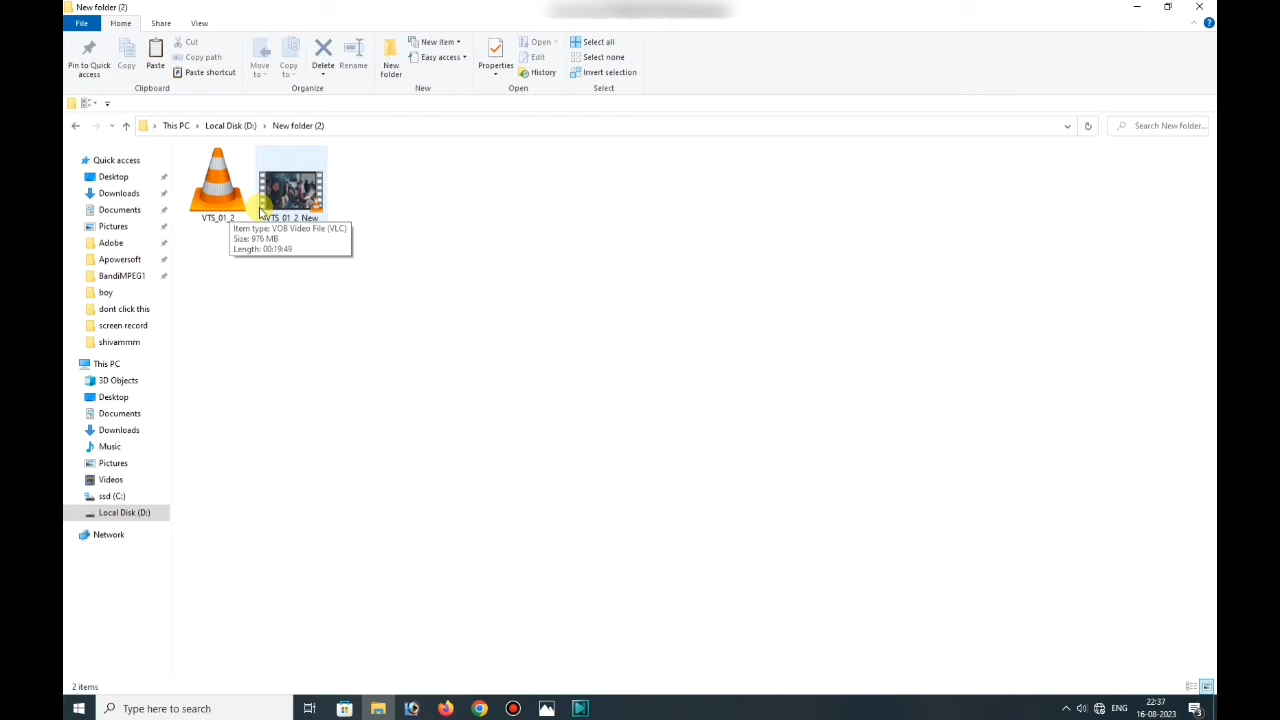 New folder (2)
File Home Share View
Pin to Quick access
Copy
Paste
Cut
Copy path
Paste shortcut
Move to
Copy to
Delete
Rename
New folder
New item
Easy access
Properties
Open
Edit
History
Select all
Select none
Invert selection
Clipboard Organize New Open Select
This PC > Local Disk (D:) > New folder (2)
Search New folder...
Quick access
Desktop
Downloads
Documents
Pictures
Adobe
Apowersoft
BandiMPEG1
boy
dont click this
screen record
shivammm
This PC
3D Objects
Desktop
Documents
Downloads
Music
Pictures
Videos
ssd (C:)
Local Disk (D:)
Network
VTS_01_2
VTS_01_2_New
Item type: VOB Video File (VLC)
Size: 976 MB
Length: 00:19:49
2 items
Type here to search
ENG
22:37
16-08-2023